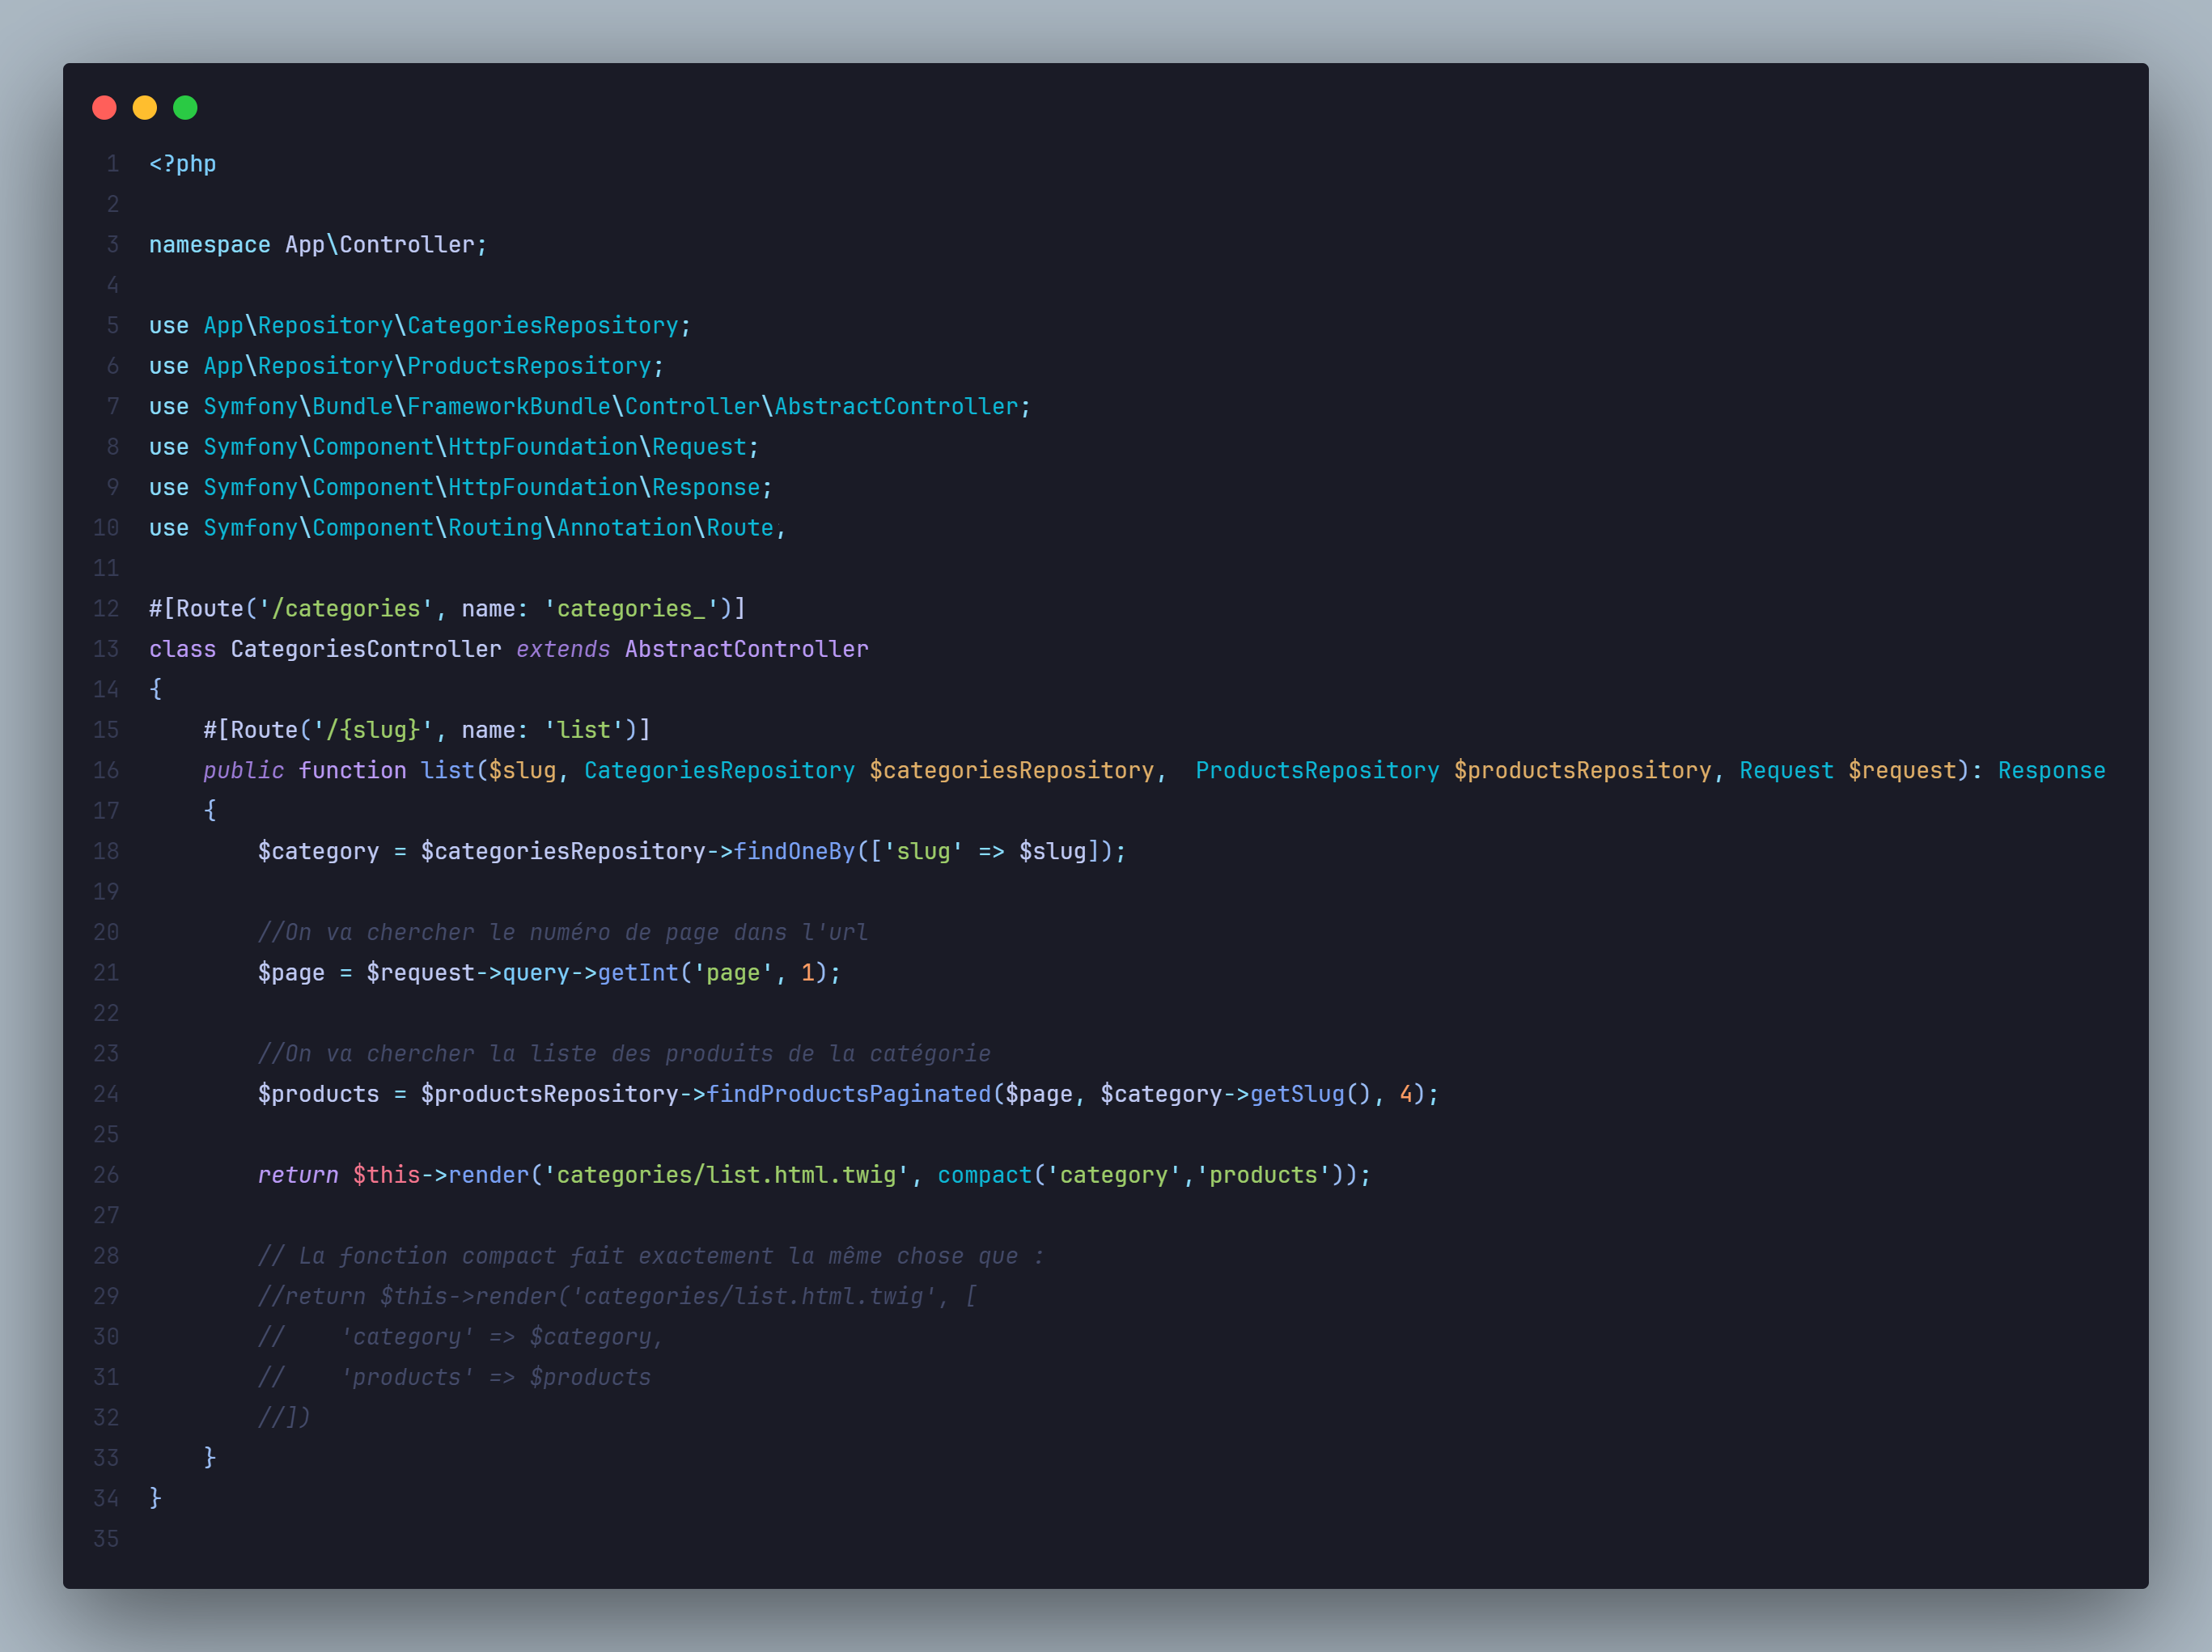 1 <?php
2
3 namespace App\Controller;
4
5 use App\Repository\CategoriesRepository;
6 use App\Repository\ProductsRepository;
7 use Symfony\Bundle\FrameworkBundle\Controller\AbstractController;
8 use Symfony\Component\HttpFoundation\Request;
9 use Symfony\Component\HttpFoundation\Response;
10 use Symfony\Component\Routing\Annotation\Route,
11
12 #[Route('/categories', name: 'categories_')]
13 class CategoriesController extends AbstractController
14 {
15     #[Route('/{slug}', name: 'list')]
16     public function list($slug, CategoriesRepository $categoriesRepository,  ProductsRepository $productsRepository, Request $request): Response
17     {
18         $category = $categoriesRepository->findOneBy(['slug' => $slug]);
19
20         //On va chercher le numéro de page dans l'url
21         $page = $request->query->getInt('page', 1);
22
23         //On va chercher la liste des produits de la catégorie
24         $products = $productsRepository->findProductsPaginated($page, $category->getSlug(), 4);
25
26         return $this->render('categories/list.html.twig', compact('category','products'));
27
28         // La fonction compact fait exactement la même chose que :
29         //return $this->render('categories/list.html.twig', [
30         //    'category' => $category,
31         //    'products' => $products
32         //])
33     }
34 }
35